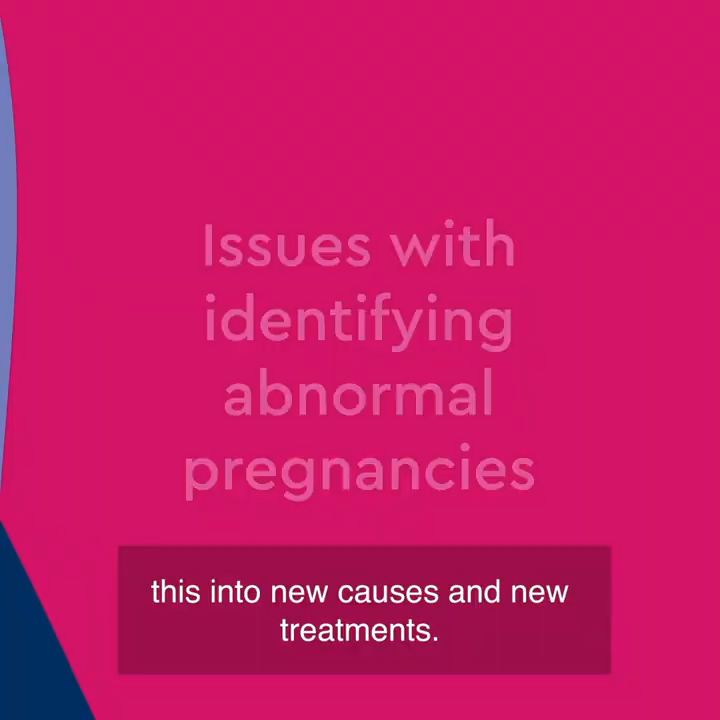 Issues with
identifying
abnormal
pregnancies
this into new causes and new
treatments.